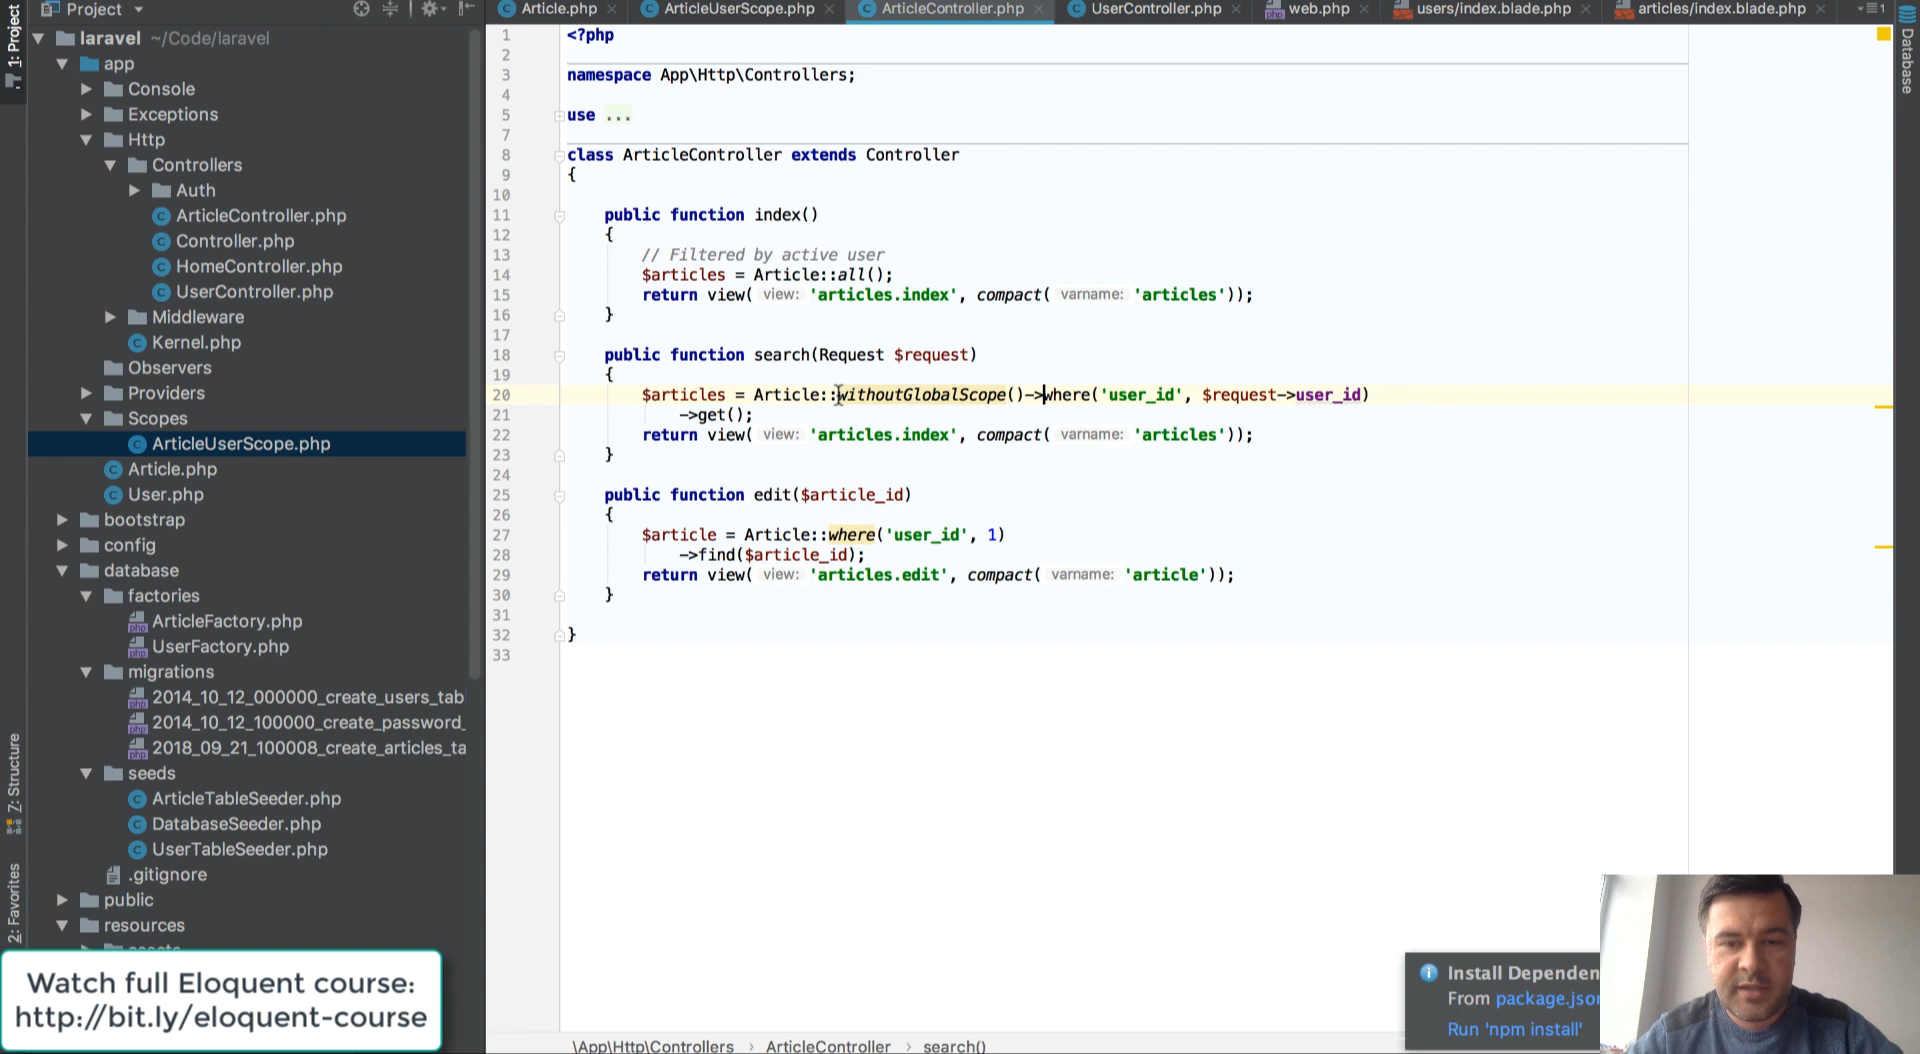 Project
Article.php
ArticleUserScope.php
ArticleController.php
UserController.php
web.php
users/index.blade.php
articles/index.blade.php
1
1: Project
7: Structure
2: Favorites
Database
laravel ~/Code/laravel
app
Console
Exceptions
Http
Controllers
Auth
ArticleController.php
Controller.php
HomeController.php
UserController.php
Middleware
Kernel.php
Observers
Providers
Scopes
ArticleUserScope.php
Article.php
User.php
bootstrap
config
database
factories
ArticleFactory.php
UserFactory.php
migrations
2014_10_12_000000_create_users_tab
2014_10_12_100000_create_password_
2018_09_21_100008_create_articles_ta
seeds
ArticleTableSeeder.php
DatabaseSeeder.php
UserTableSeeder.php
.gitignore
public
resources
1 <?php
2
3 namespace App\Http\Controllers;
4
5 use ...
7
8 class ArticleController extends Controller
9 {
10
11 public function index()
12 {
13 // Filtered by active user
14 $articles = Article::all();
15 return view( view: 'articles.index', compact( varname: 'articles'));
16 }
17
18 public function search(Request $request)
19 {
20 $articles = Article::withoutGlobalScope()->where('user_id', $request->user_id)
21 ->get();
22 return view( view: 'articles.index', compact( varname: 'articles'));
23 }
24
25 public function edit($article_id)
26 {
27 $article = Article::where('user_id', 1)
28 ->find($article_id);
29 return view( view: 'articles.edit', compact( varname: 'article'));
30 }
31
32 }
33
\App\Http\Controllers › ArticleController › search()
Watch full Eloquent course:
http://bit.ly/eloquent-course
Install Dependen
From package.jso
Run 'npm install'